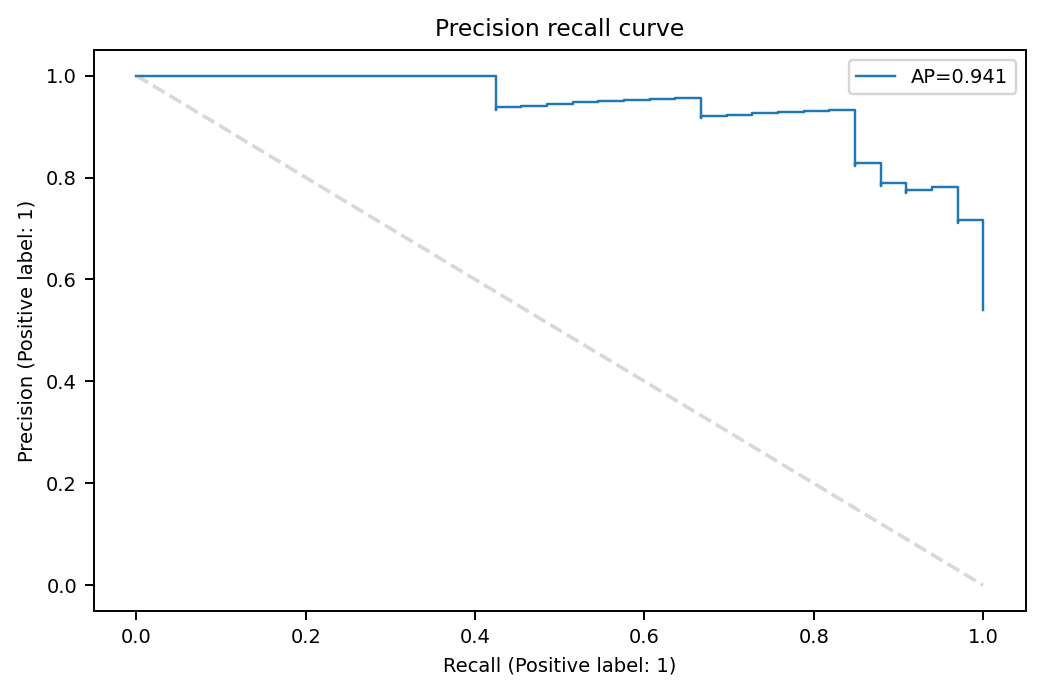 Precision recall curve
AP=0.941
Precision (Positive label: 1)
1.0
0.8
0.6
0.4
0.2
0.0
0.0 0.2 0.4 0.6 0.8 1.0
Recall (Positive label: 1)